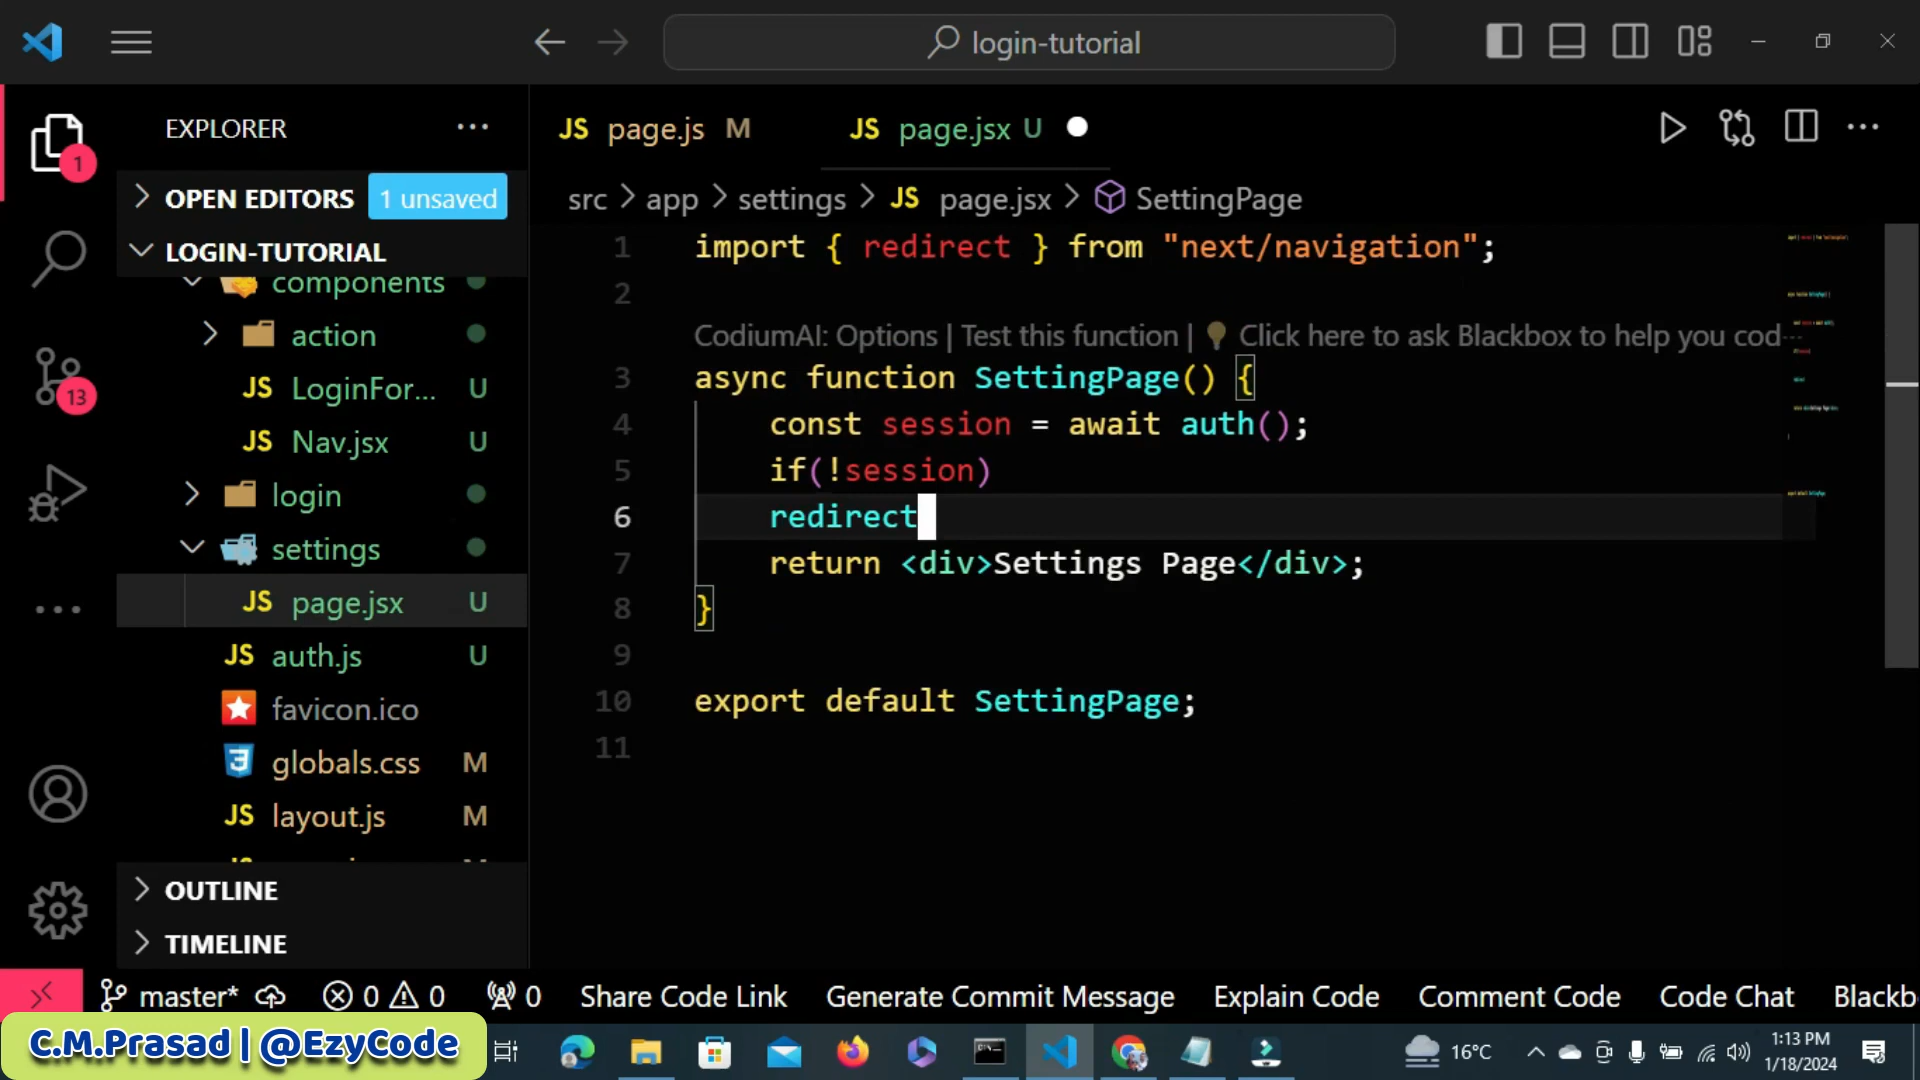 login-tutorial
EXPLORER
JS page.js M
JS page.jsx U
1
OPEN EDITORS 1 unsaved
src > app > settings > JS page.jsx > SettingPage
LOGIN-TUTORIAL
components
action
JS LoginFor... U
JS Nav.jsx U
login
settings
JS page.jsx U
JS auth.js U
favicon.ico
globals.css M
JS layout.js M
OUTLINE
TIMELINE
13
1 import { redirect } from "next/navigation";
2
CodiumAI: Options | Test this function | Click here to ask Blackbox to help you cod...
3 async function SettingPage() {
4 const session = await auth();
5 if(!session)
6 redirect
7 return <div>Settings Page</div>;
8 }
9
10 export default SettingPage;
11
master* 0 0 0 Share Code Link Generate Commit Message Explain Code Comment Code Code Chat Blackb
C.M.Prasad | @EzyCode
16°C
1:13 PM
1/18/2024